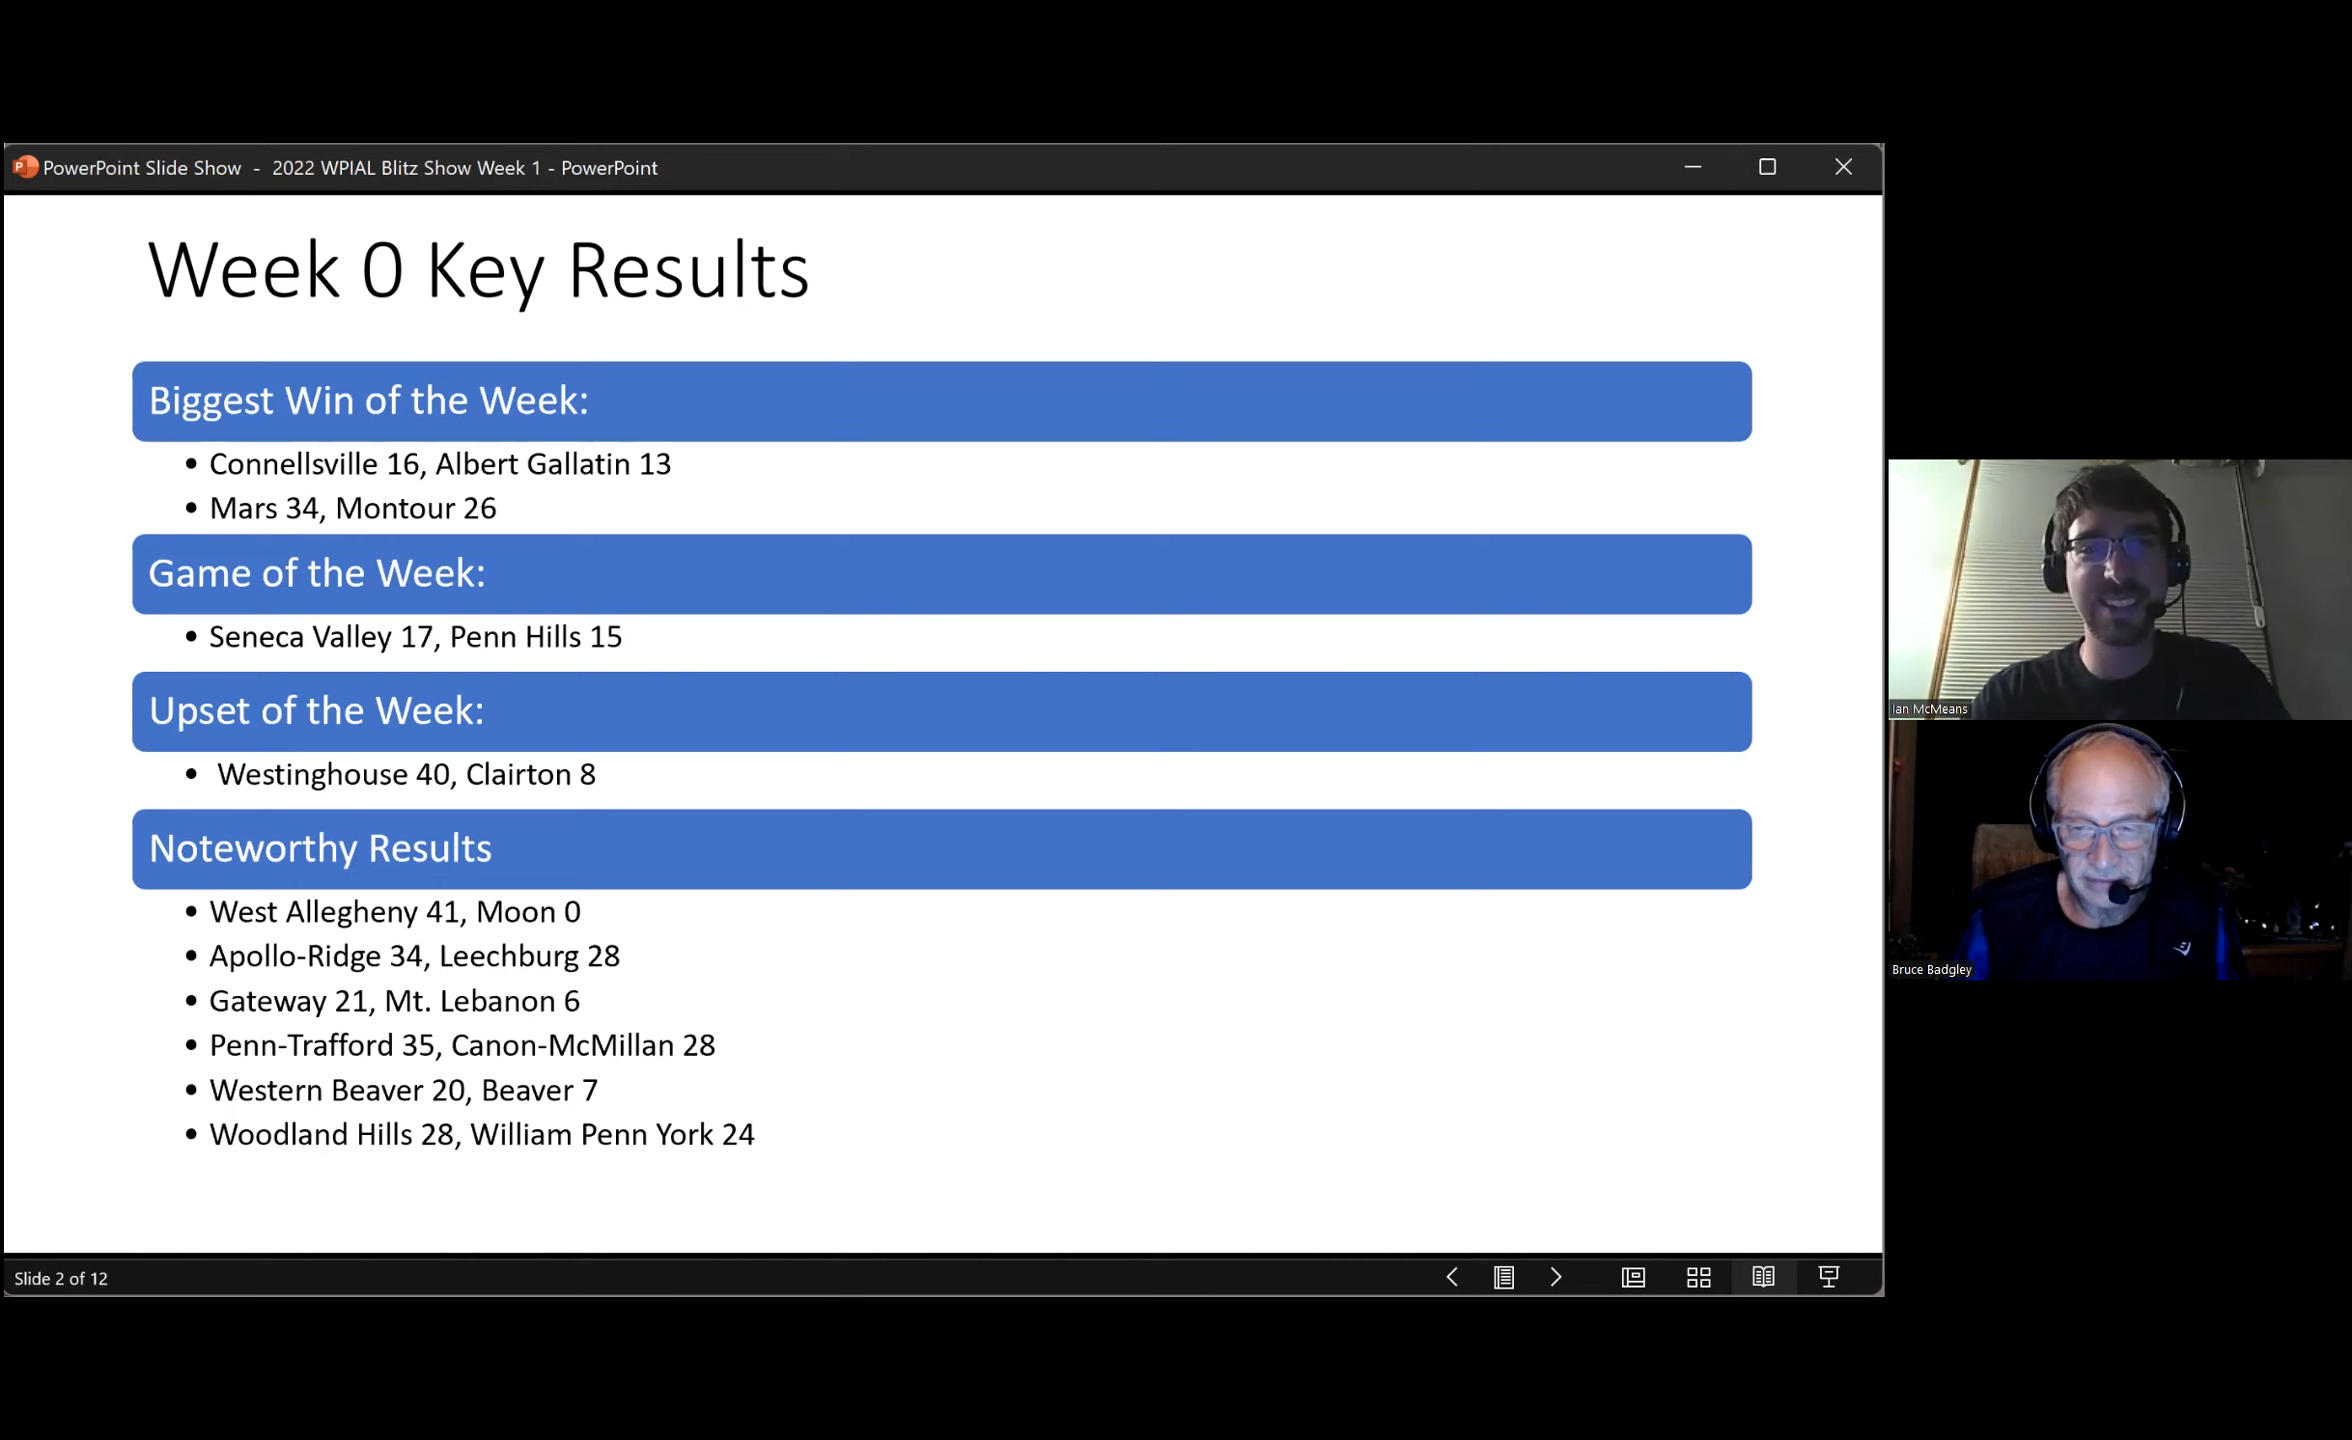 PowerPoint Slide Show - 2022 WPIAL Blitz Show Week 1 - PowerPoint
Week 0 Key Results
Biggest Win of the Week:
• Connellsville 16, Albert Gallatin 13
• Mars 34, Montour 26
Game of the Week:
• Seneca Valley 17, Penn Hills 15
Upset of the Week:
• Westinghouse 40, Clairton 8
Noteworthy Results
• West Allegheny 41, Moon 0
• Apollo-Ridge 34, Leechburg 28
• Gateway 21, Mt. Lebanon 6
• Penn-Trafford 35, Canon-McMillan 28
• Western Beaver 20, Beaver 7
• Woodland Hills 28, William Penn York 24
Slide 2 of 12
Ian McMeans
Bruce Badgley